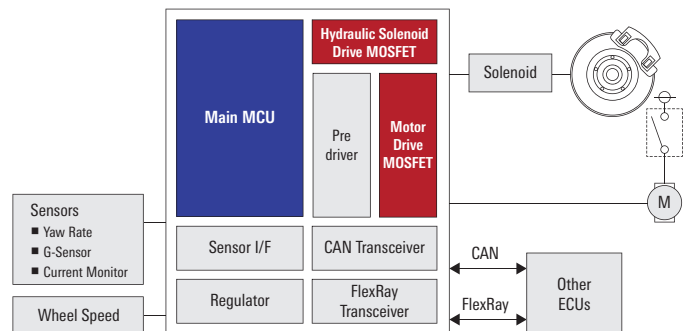 Hydraulic Solenoid
Drive MOSFET
Main MCU
Pre
driver
Motor
Drive
MOSFET
Solenoid
M
Sensors
■ Yaw Rate
■ G-Sensor
■ Current Monitor
Sensor I/F
CAN Transceiver
CAN
Other
ECUs
Wheel Speed
Regulator
FlexRay
Transceiver
FlexRay